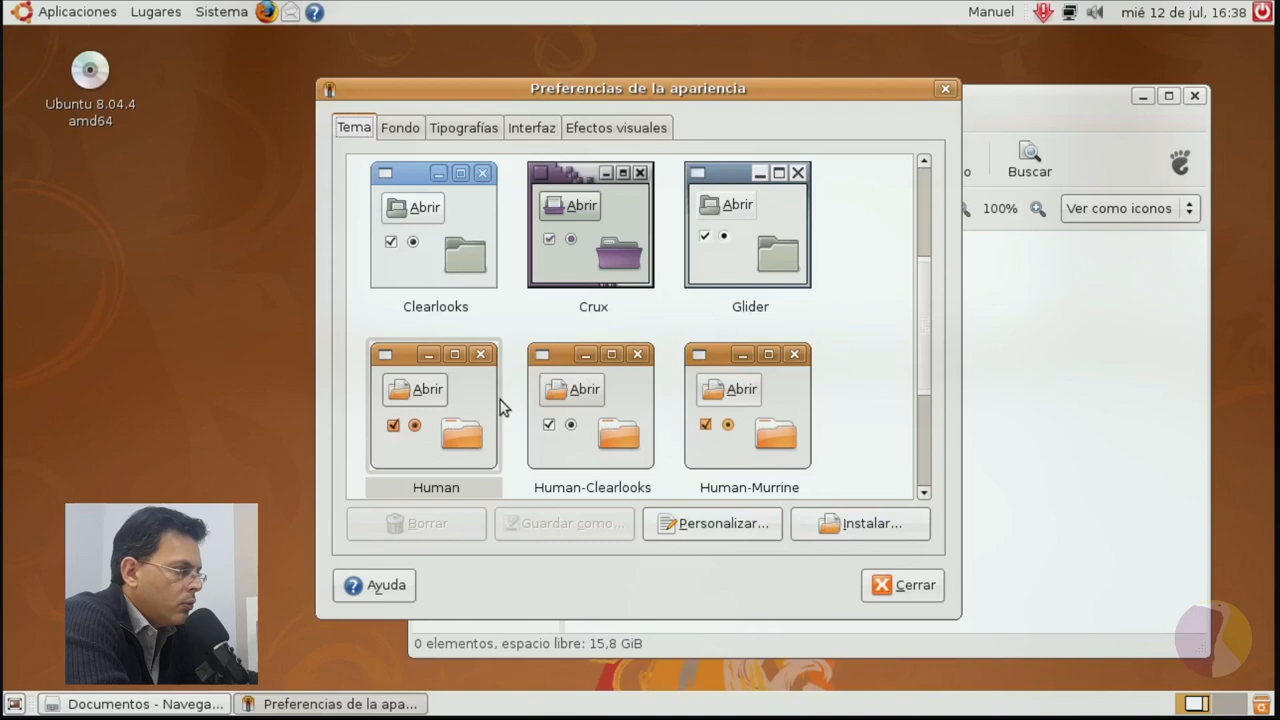 Aplicaciones Lugares Sistema
Manuel
mié 12 de jul, 16:38
Ubuntu 8.04.4
amd64
Preferencias de la apariencia
Tema
Fondo
Tipografías
Interfaz
Efectos visuales
Buscar
100%
Ver como iconos
Abrir
Abrir
Abrir
Clearlooks
Crux
Glider
Abrir
Abrir
Abrir
Human
Human-Clearlooks
Human-Murrine
Borrar
Guardar como...
Personalizar...
Instalar...
Ayuda
Cerrar
0 elementos, espacio libre: 15,8 GiB
Documentos - Navega...
Preferencias de la apa...